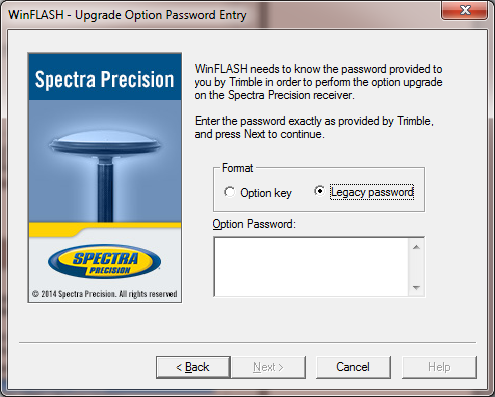 WinFLASH - Upgrade Option Password Entry
Spectra Precision
SPECTRA
PRECISION
© 2014 Spectra Precision. All rights reserved
WinFLASH needs to know the password provided to
you by Trimble in order to perform the option upgrade
on the Spectra Precision receiver.
Enter the password exactly as provided by Trimble,
and press Next to continue.
Format
Option key
Legacy password
Option Password:
< Back
Next >
Cancel
Help